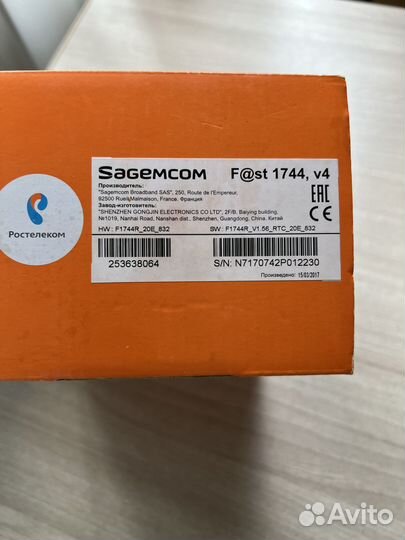 SAGEMCOM F@st 1744, v4
Производитель:
"Sagemcom Broadband SAS", 250, Route de l'Empereur,
92500 Rueil Malmaison, France. Франция
Завод-изготовитель:
"SHENZHEN GONGJIN ELECTRONICS CO LTD", 2F/B, Baiying building,
№1019, Nanhai Road, Nanshan dist., Shenzhen, Guangdong, China. Китай
EAC
CE
HW : F1744R_20E_832 SW : F1744R_V1.56_RTC_20E_832
253638064 S/N: N7170742P012230
Произведено: 15/03/2017
Ростелеком
Avito